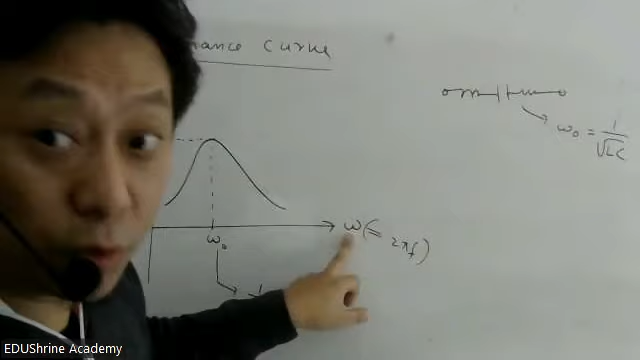 nance Curve
ω₀ = 1/√LC
ω (= 2πf)
ω₀
EDUShrine Academy